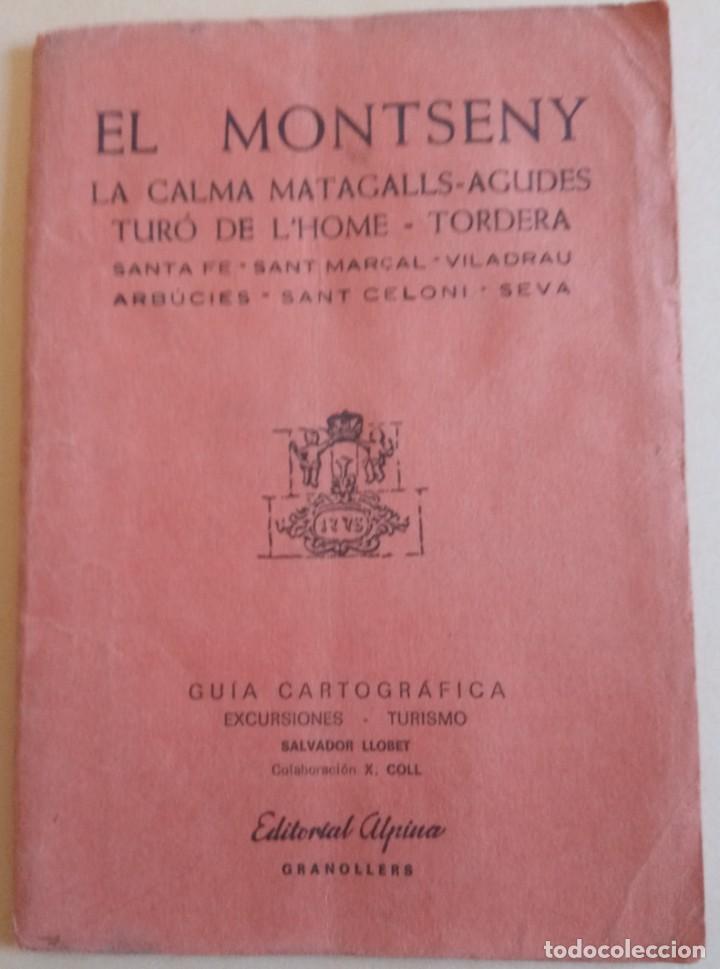 EL MONTSENY
LA CALMA MATAGALLS-AGUDES
TURÓ DE L'HOME - TORDERA
SANTA FE - SANT MARÇAL - VILADRAU
ARBÚCIES - SANT CELONI - SEVA
1775
GUÍA CARTOGRÁFICA
EXCURSIONES - TURISMO
SALVADOR LLOBET
Colaboración X. COLL
Editorial Alpina
GRANOLLERS
todocoleccion